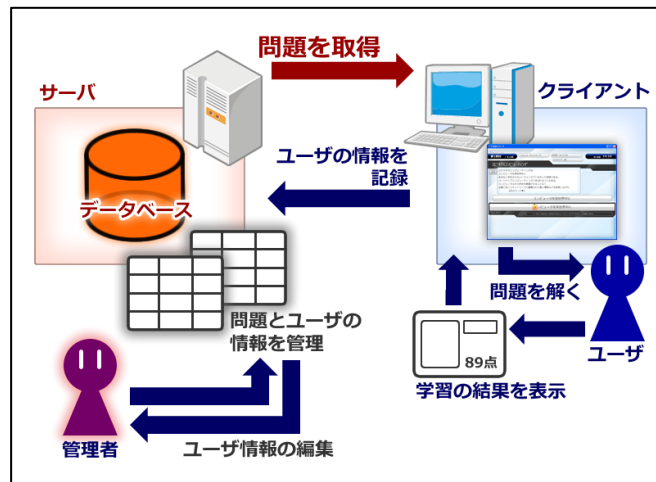 問題を取得
サーバ
クライアント
ユーザの情報を
記録
データベース
問題を解く
問題とユーザの
情報を管理
ユーザ
89点
学習の結果を表示
管理者
ユーザ情報の編集